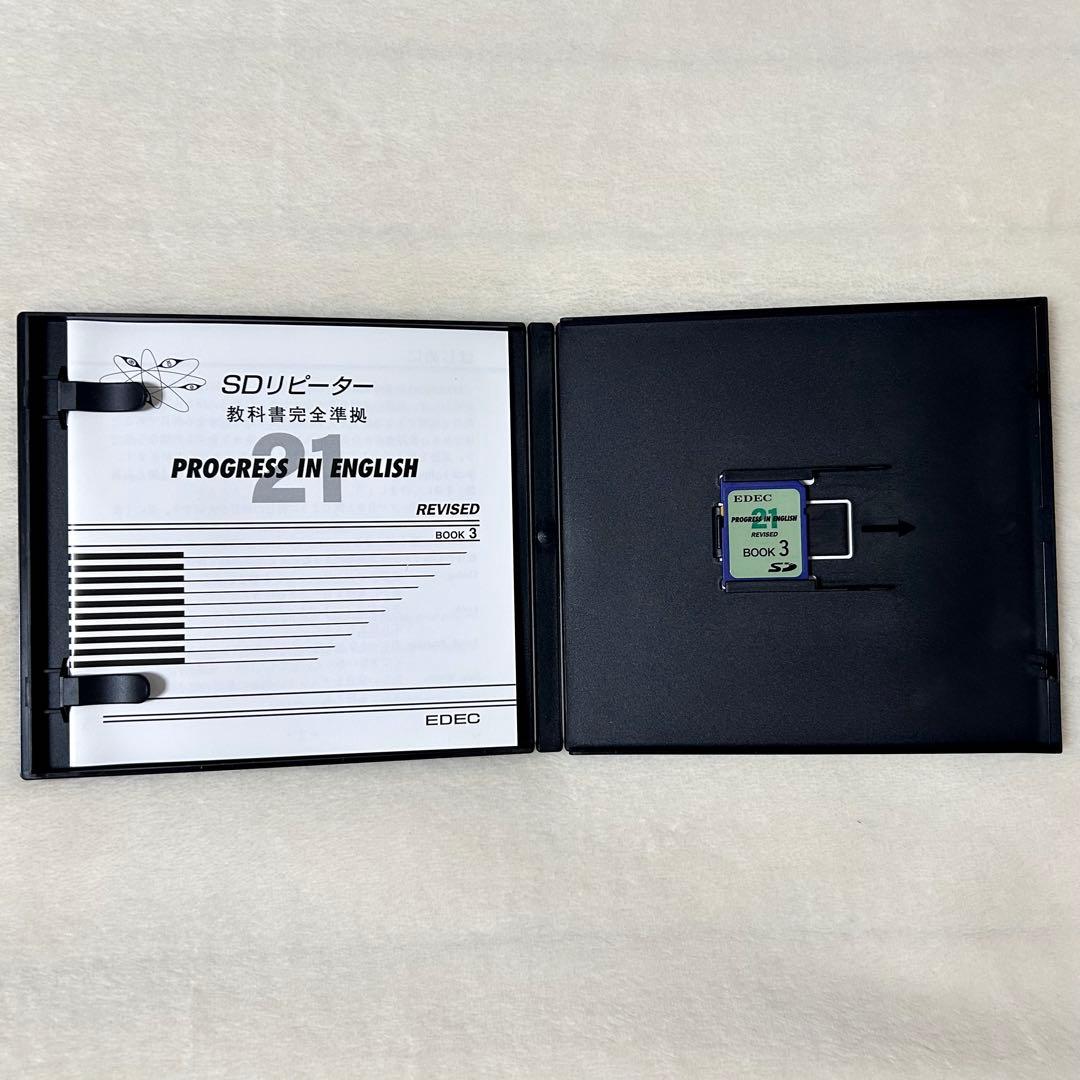 SDリピーター
教科書完全準拠
21
PROGRESS IN ENGLISH
REVISED
BOOK 3
EDEC
EDEC
21
PROGRESS IN ENGLISH
REVISED
BOOK 3
SD